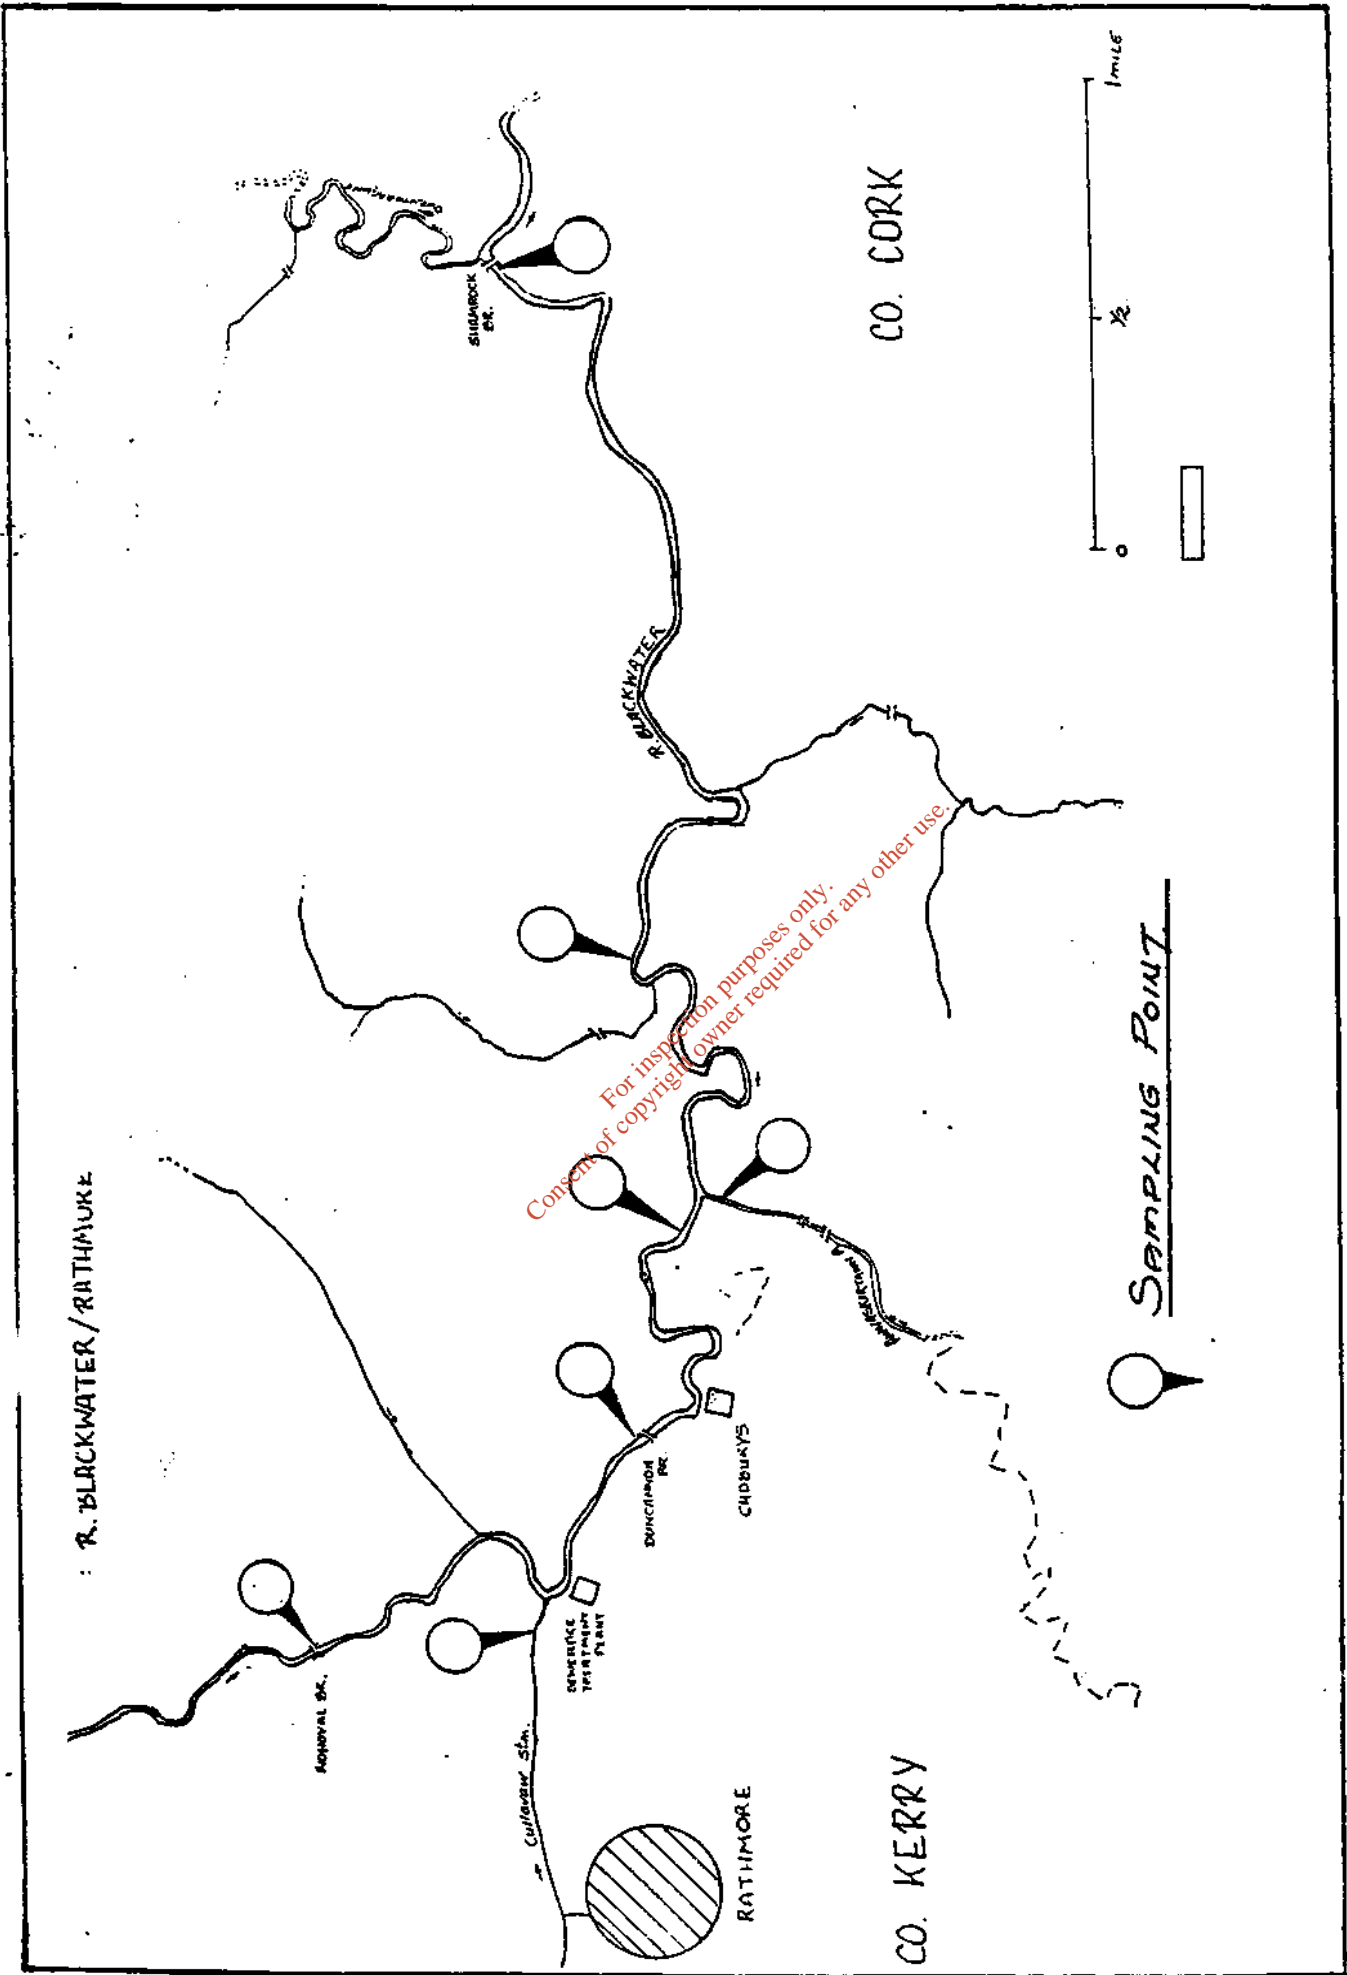 : R. BLACKWATER/RATHMORE
NOHOVAL BR.
Cullavaw Stm.
SEWERAGE
TREATMENT
PLANT
RATHMORE
DUNCANNON
BR.
CADBURYS
R. BLACKWATER
SHAMROCK
BR.
CO. KERRY
CO. CORK
SAMPLING POINT
0
1/2
1 MILE
For inspection purposes only.
Consent of copyright owner required for any other use.